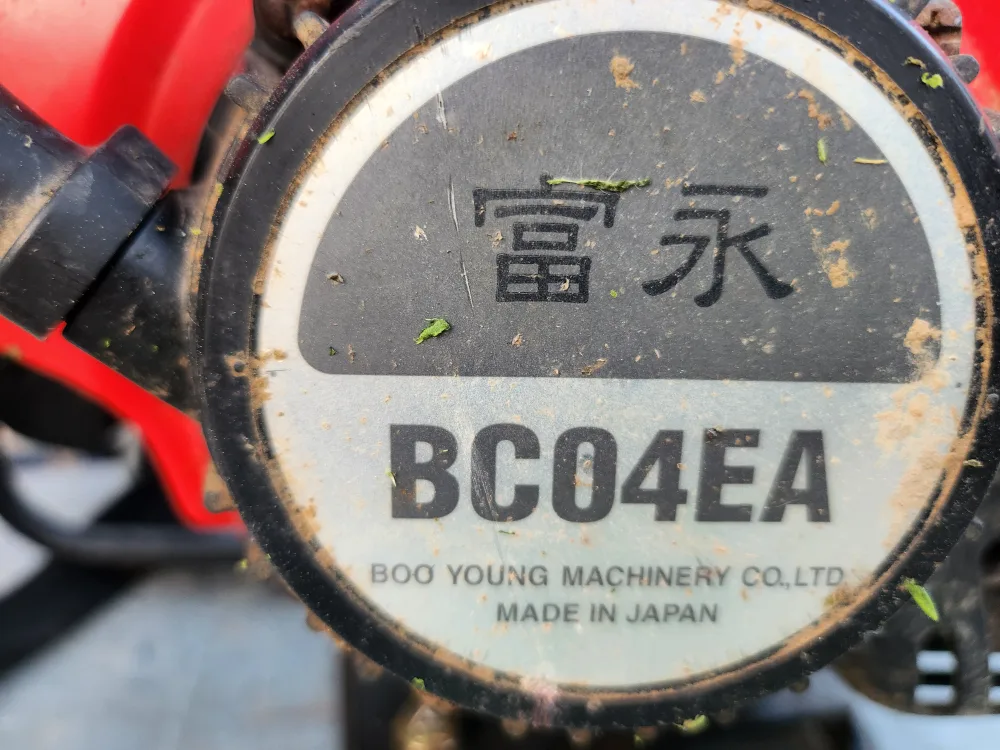 富永
BC04EA
BOO YOUNG MACHINERY CO.,LTD.
MADE IN JAPAN